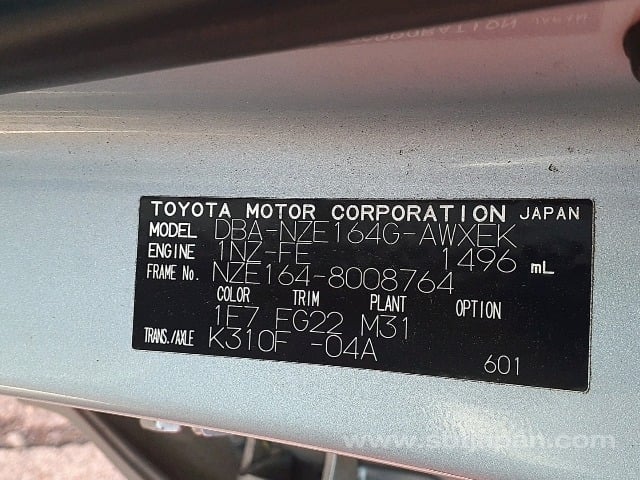 TOYOTA MOTOR CORPORATION JAPAN
MODEL DBA-NZE164G-AWXEK
ENGINE 1NZ-FE 1496 mL
FRAME No. NZE164-8008764
COLOR TRIM PLANT OPTION
1E7 EG22 M31
TRANS./AXLE K310F -04A
601
www.sbtjapan.com